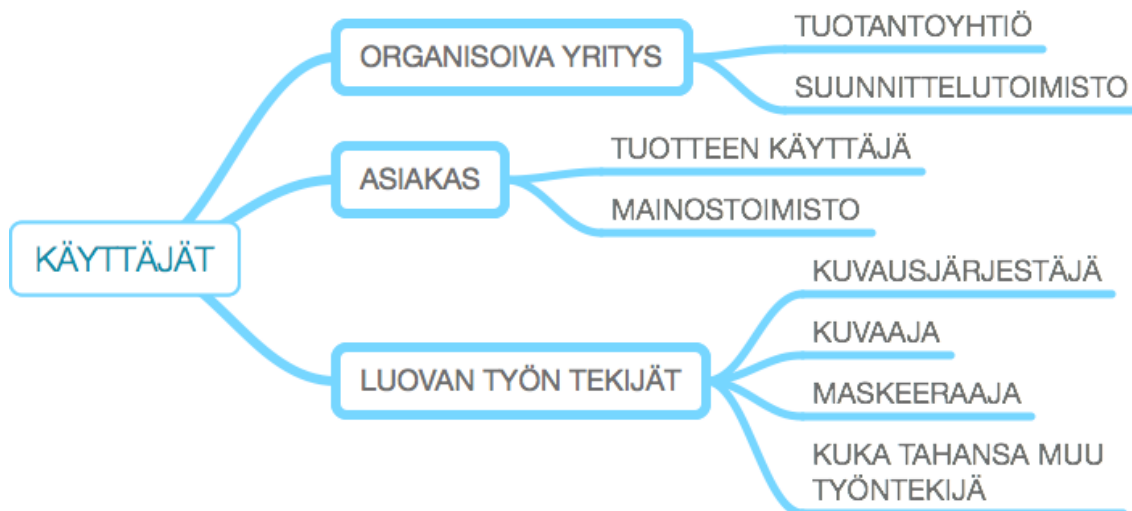 KÄYTTÄJÄT
ORGANISOIVA YRITYS
TUOTANTOYHTIÖ
SUUNNITTELUTOIMISTO
ASIAKAS
TUOTTEEN KÄYTTÄJÄ
MAINOSTOIMISTO
LUOVAN TYÖN TEKIJÄT
KUVAUSJÄRJESTÄJÄ
KUVAAJA
MASKEERAAJA
KUKA TAHANSA MUU
TYÖNTEKIJÄ